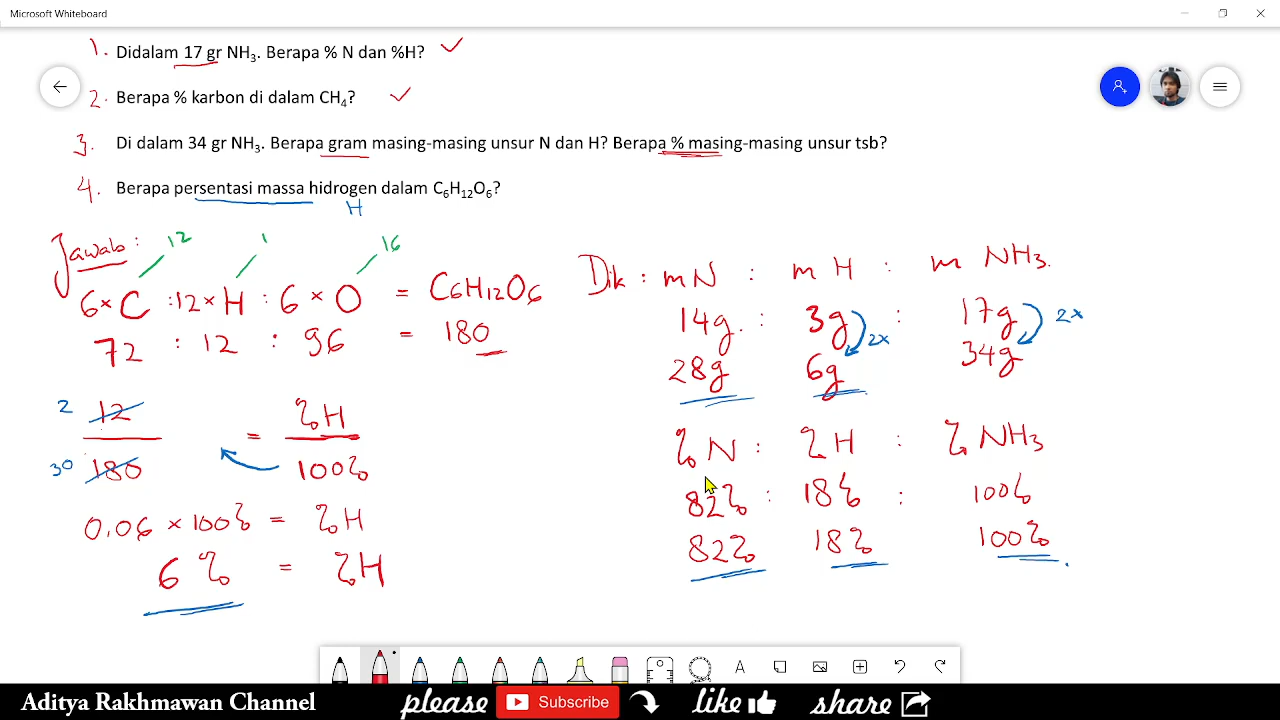 Microsoft Whiteboard
1. Didalam 17 gr NH₃. Berapa % N dan %H?
2. Berapa % karbon di dalam CH₄?
3. Di dalam 34 gr NH₃. Berapa gram masing-masing unsur N dan H? Berapa % masing-masing unsur tsb?
4. Berapa persentasi massa hidrogen dalam C₆H₁₂O₆?
H
Jawab :
12 1 16
6 × C : 12 × H : 6 × O = C₆H₁₂O₆
72 : 12 : 96 = 180
2 12
30 180
= %H
100%
0,06 × 100% = %H
6 % = %H
Dik : m N : m H : m NH₃.
14g : 3g : 17g 2x
28g 6g 34g
2x
% N : % H : % NH₃
82% : 18% : 100%
82% 18% 100%
A
Aditya Rakhmawan Channel please Subscribe like share